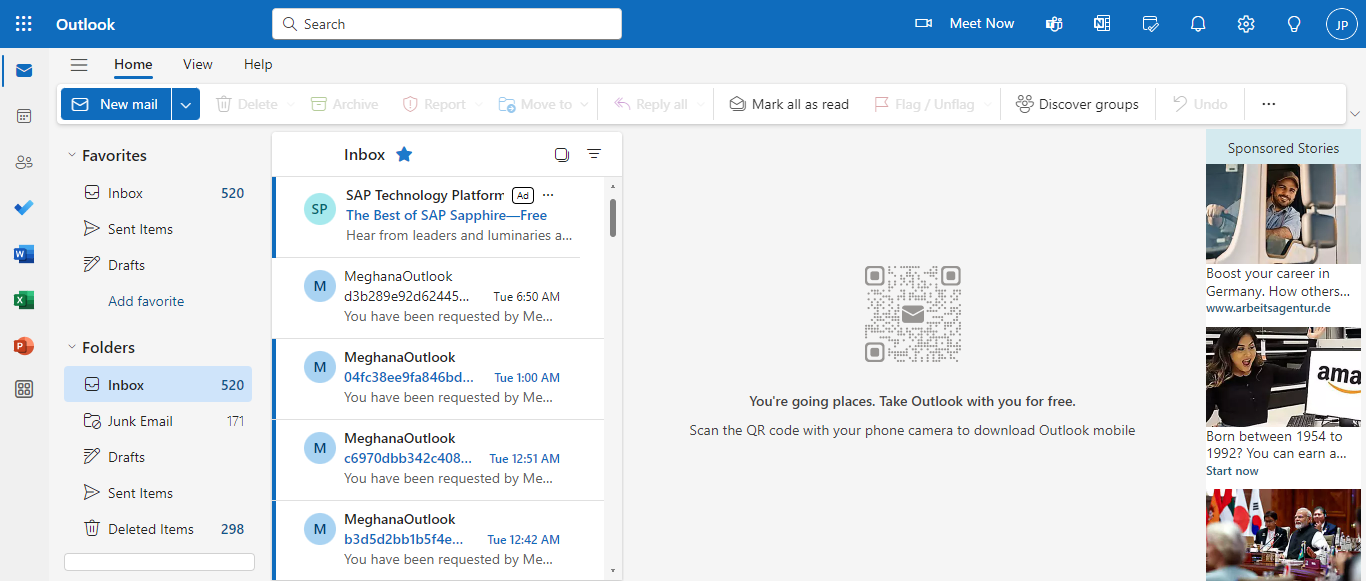 Outlook
Search
Meet Now
JP
Home View Help
New mail Delete Archive Report Move to Reply all Mark all as read Flag / Unflag Discover groups Undo ...
Favorites
Inbox 520
Sent Items
Drafts
Add favorite
Folders
Inbox 520
Junk Email 171
Drafts
Sent Items
Deleted Items 298
Inbox
SP
SAP Technology Platform Ad ...
The Best of SAP Sapphire—Free
Hear from leaders and luminaries a...
M
MeghanaOutlook
d3b289e92d62445... Tue 6:50 AM
You have been requested by Me...
M
MeghanaOutlook
04fc38ee9fa846bd... Tue 1:00 AM
You have been requested by Me...
M
MeghanaOutlook
c6970dbb342c408... Tue 12:51 AM
You have been requested by Me...
M
MeghanaOutlook
b3d5d2bb1b5f4e... Tue 12:42 AM
You have been requested by Me...
You're going places. Take Outlook with you for free.
Scan the QR code with your phone camera to download Outlook mobile
Sponsored Stories
Boost your career in
Germany. How others...
www.arbeitsagentur.de
amaz
Born between 1954 to
1992? You can earn a...
Start now